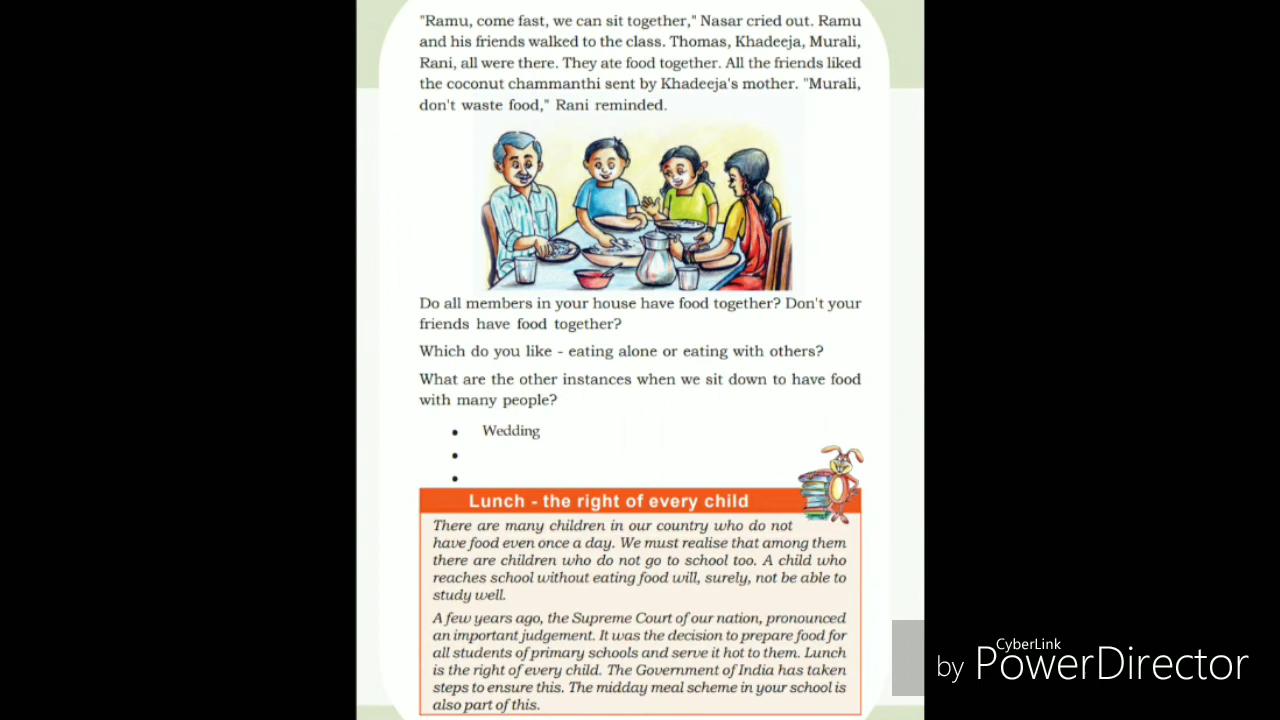 "Ramu, come fast, we can sit together," Nasar cried out. Ramu
and his friends walked to the class. Thomas, Khadeeja, Murali,
Rani, all were there. They ate food together. All the friends liked
the coconut chammanthi sent by Khadeeja's mother. "Murali,
don't waste food," Rani reminded.
Do all members in your house have food together? Don't your
friends have food together?
Which do you like - eating alone or eating with others?
What are the other instances when we sit down to have food
with many people?
• Wedding
•
•
Lunch - the right of every child
There are many children in our country who do not
have food even once a day. We must realise that among them
there are children who do not go to school too. A child who
reaches school without eating food will, surely, not be able to
study well.
A few years ago, the Supreme Court of our nation, pronounced
an important judgement. It was the decision to prepare food for
all students of primary schools and serve it hot to them. Lunch
is the right of every child. The Government of India has taken
steps to ensure this. The midday meal scheme in your school is
also part of this.
by CyberLink PowerDirector